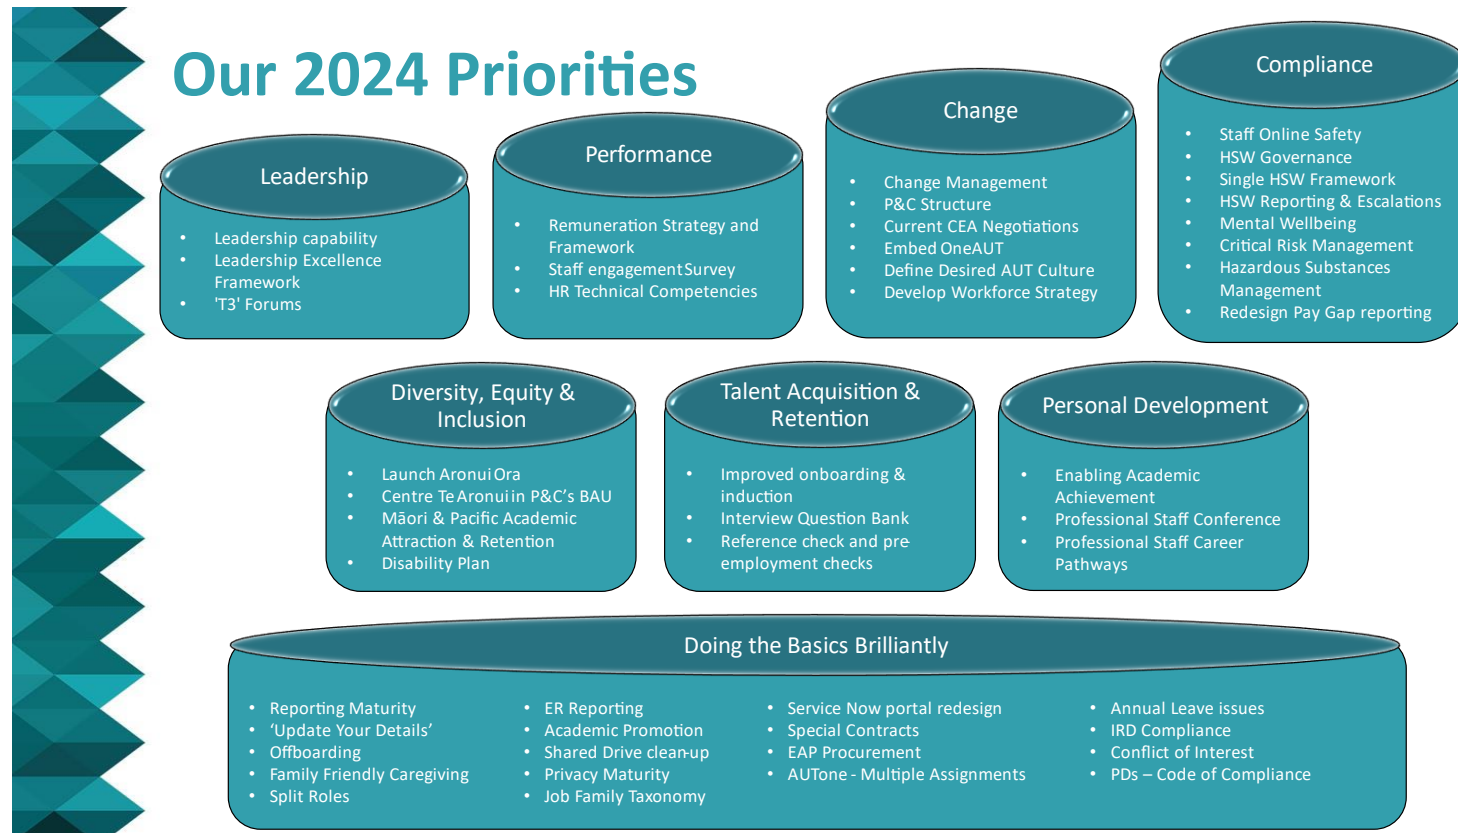 Our 2024 Priorities
Leadership
• Leadership capability
• Leadership Excellence
Framework
• 'T3' Forums
Performance
• Remuneration Strategy and
Framework
• Staff engagement Survey
• HR Technical Competencies
Change
• Change Management
• P&C Structure
• Current CEA Negotiations
• Embed OneAUT
• Define Desired AUT Culture
• Develop Workforce Strategy
Compliance
• Staff Online Safety
• HSW Governance
• Single HSW Framework
• HSW Reporting & Escalations
• Mental Wellbeing
• Critical Risk Management
• Hazardous Substances
Management
• Redesign Pay Gap reporting
Diversity, Equity &
Inclusion
• Launch Aronui Ora
• Centre Te Aronui in P&C’s BAU
• Māori & Pacific Academic
Attraction & Retention
• Disability Plan
Talent Acquisition &
Retention
• Improved onboarding &
induction
• Interview Question Bank
• Reference check and pre-
employment checks
Personal Development
• Enabling Academic
Achievement
• Professional Staff Conference
• Professional Staff Career
Pathways
Doing the Basics Brilliantly
• Reporting Maturity
• ‘Update Your Details’
• Offboarding
• Family Friendly Caregiving
• Split Roles
• ER Reporting
• Academic Promotion
• Shared Drive clean-up
• Privacy Maturity
• Job Family Taxonomy
• Service Now portal redesign
• Special Contracts
• EAP Procurement
• AUTone - Multiple Assignments
• Annual Leave issues
• IRD Compliance
• Conflict of Interest
• PDs – Code of Compliance